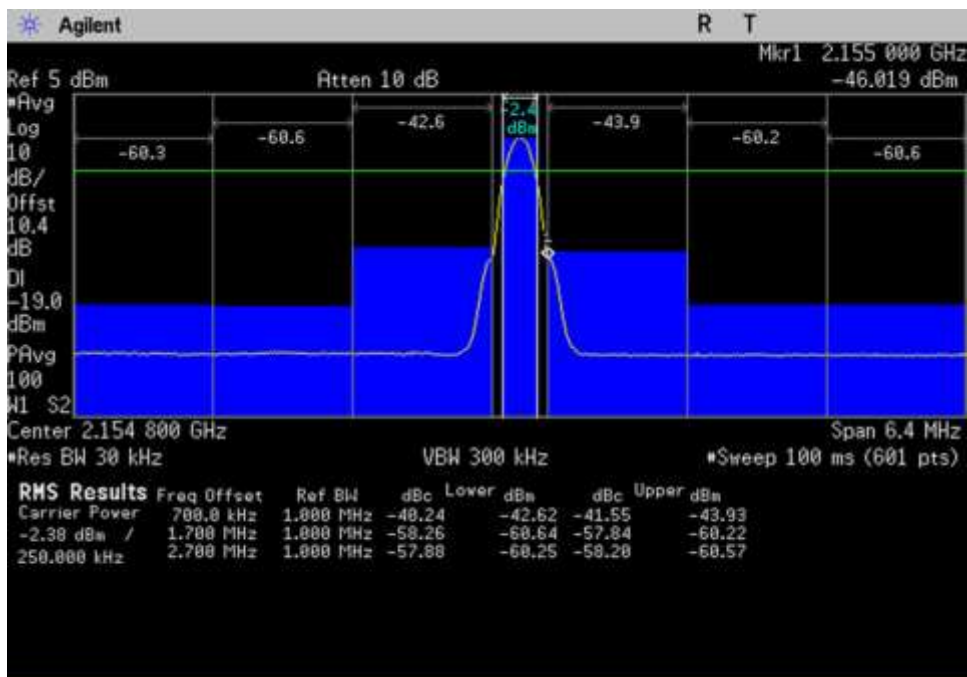 Agilent R T
Mkr1 2.155 000 GHz
Ref 5 dBm Atten 10 dB -46.019 dBm
#Avg
Log
10
dB/
Offst
10.4
dB
DI
-19.0
dBm
PAvg
100
W1 S2
-60.3 -60.6 -42.6 -2.4 dBm -43.9 -60.2 -60.6
Center 2.154 800 GHz Span 6.4 MHz
#Res BW 30 kHz VBW 300 kHz #Sweep 100 ms (601 pts)
RMS Results Freq Offset Ref BW dBc Lower dBm dBc Upper dBm
Carrier Power 700.0 kHz 1.000 MHz -40.24 -42.62 -41.55 -43.93
-2.38 dBm / 1.700 MHz 1.000 MHz -58.26 -60.64 -57.84 -60.22
250.000 kHz 2.700 MHz 1.000 MHz -57.88 -60.25 -58.20 -60.57